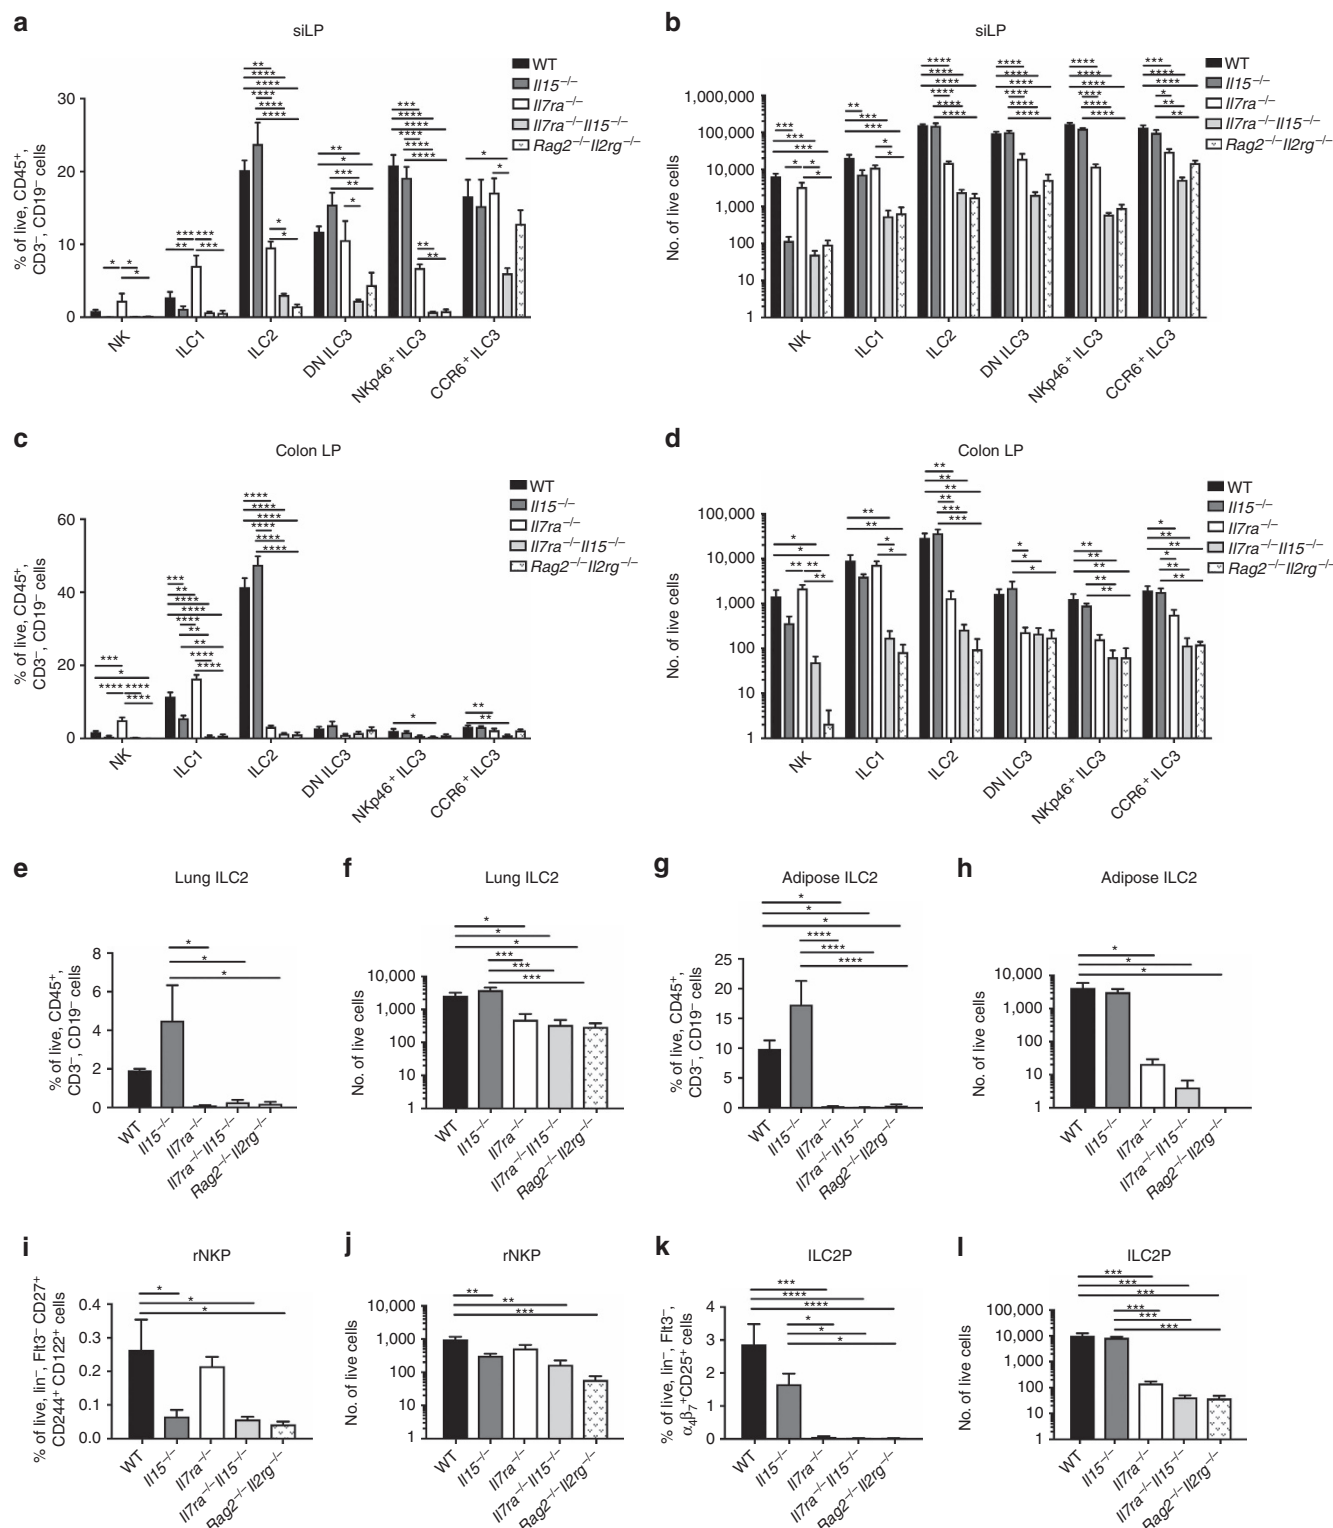 a
siLP
% of live, CD45⁺,
CD3⁻, CD19⁻ cells
30
20
10
0
NK
ILC1
ILC2
DN ILC3
NKp46⁺ ILC3
CCR6⁺ ILC3
WT
Il15⁻/⁻
Il7ra⁻/⁻
Il7ra⁻/⁻Il15⁻/⁻
Rag2⁻/⁻Il2rg⁻/⁻
b
siLP
No. of live cells
1,000,000
100,000
10,000
1,000
100
10
1
NK
ILC1
ILC2
DN ILC3
NKp46⁺ ILC3
CCR6⁺ ILC3
WT
Il15⁻/⁻
Il7ra⁻/⁻
Il7ra⁻/⁻Il15⁻/⁻
Rag2⁻/⁻Il2rg⁻/⁻
c
Colon LP
% of live, CD45⁺,
CD3⁻, CD19⁻ cells
60
40
20
0
NK
ILC1
ILC2
DN ILC3
NKp46⁺ ILC3
CCR6⁺ ILC3
WT
Il15⁻/⁻
Il7ra⁻/⁻
Il7ra⁻/⁻Il15⁻/⁻
Rag2⁻/⁻Il2rg⁻/⁻
d
Colon LP
No. of live cells
100,000
10,000
1,000
100
10
1
NK
ILC1
ILC2
DN ILC3
NKp46⁺ ILC3
CCR6⁺ ILC3
WT
Il15⁻/⁻
Il7ra⁻/⁻
Il7ra⁻/⁻Il15⁻/⁻
Rag2⁻/⁻Il2rg⁻/⁻
e
Lung ILC2
% of live, CD45⁺,
CD3⁻, CD19⁻ cells
8
6
4
2
0
WT
Il15⁻/⁻
Il7ra⁻/⁻
Il7ra⁻/⁻Il15⁻/⁻
Rag2⁻/⁻Il2rg⁻/⁻
f
Lung ILC2
No. of live cells
10,000
1,000
100
10
1
WT
Il15⁻/⁻
Il7ra⁻/⁻
Il7ra⁻/⁻Il15⁻/⁻
Rag2⁻/⁻Il2rg⁻/⁻
g
Adipose ILC2
% of live, CD45⁺,
CD3⁻, CD19⁻ cells
25
20
15
10
5
0
WT
Il15⁻/⁻
Il7ra⁻/⁻
Il7ra⁻/⁻Il15⁻/⁻
Rag2⁻/⁻Il2rg⁻/⁻
h
Adipose ILC2
No. of live cells
10,000
1,000
100
10
1
WT
Il15⁻/⁻
Il7ra⁻/⁻
Il7ra⁻/⁻Il15⁻/⁻
Rag2⁻/⁻Il2rg⁻/⁻
i
rNKP
% of live, lin⁻, Flt3⁻ CD27⁺
CD244⁺ CD122⁺ cells
0.4
0.3
0.2
0.1
0.0
WT
Il15⁻/⁻
Il7ra⁻/⁻
Il7ra⁻/⁻Il15⁻/⁻
Rag2⁻/⁻Il2rg⁻/⁻
j
rNKP
No. of live cells
10,000
1,000
100
10
1
WT
Il15⁻/⁻
Il7ra⁻/⁻
Il7ra⁻/⁻Il15⁻/⁻
Rag2⁻/⁻Il2rg⁻/⁻
k
ILC2P
% of live, lin⁻, Flt3⁻,
α₄β₇⁺CD25⁺ cells
4
3
2
1
0
WT
Il15⁻/⁻
Il7ra⁻/⁻
Il7ra⁻/⁻Il15⁻/⁻
Rag2⁻/⁻Il2rg⁻/⁻
l
ILC2P
No. of live cells
100,000
10,000
1,000
100
10
1
WT
Il15⁻/⁻
Il7ra⁻/⁻
Il7ra⁻/⁻Il15⁻/⁻
Rag2⁻/⁻Il2rg⁻/⁻